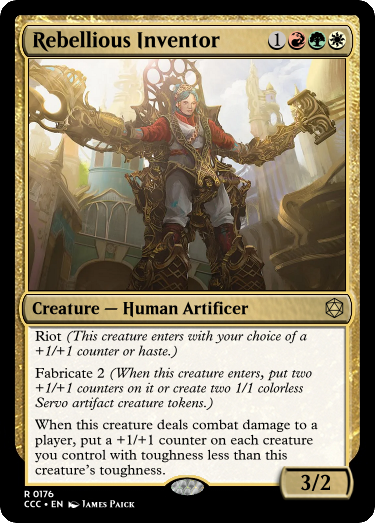 Rebellious Inventor 1
Creature — Human Artificer
Riot (This creature enters with your choice of a
+1/+1 counter or haste.)
Fabricate 2 (When this creature enters, put two
+1/+1 counters on it or create two 1/1 colorless
Servo artifact creature tokens.)
When this creature deals combat damage to a
player, put a +1/+1 counter on each creature
you control with toughness less than this
creature's toughness.
3/2
R 0176
CCC • EN James Paick